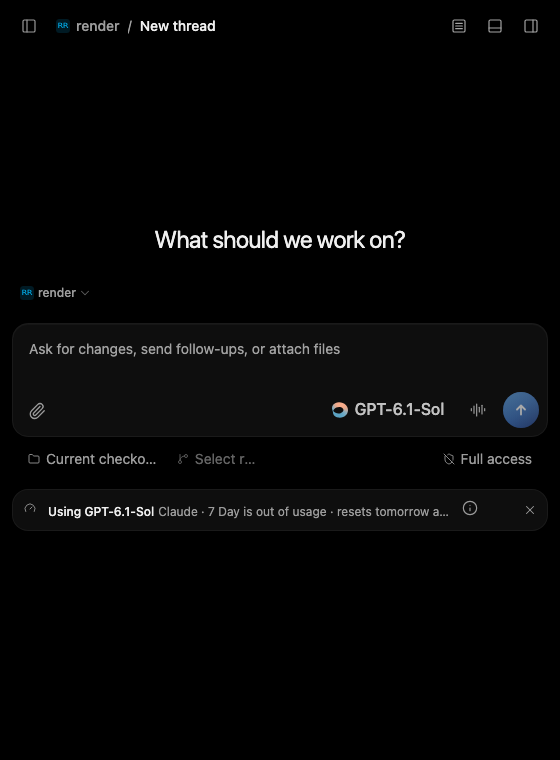 RR render / New thread
What should we work on?
RR render
Ask for changes, send follow-ups, or attach files
GPT-6.1-Sol
Current checko... Select r... Full access
Using GPT-6.1-Sol Claude · 7 Day is out of usage · resets tomorrow a...